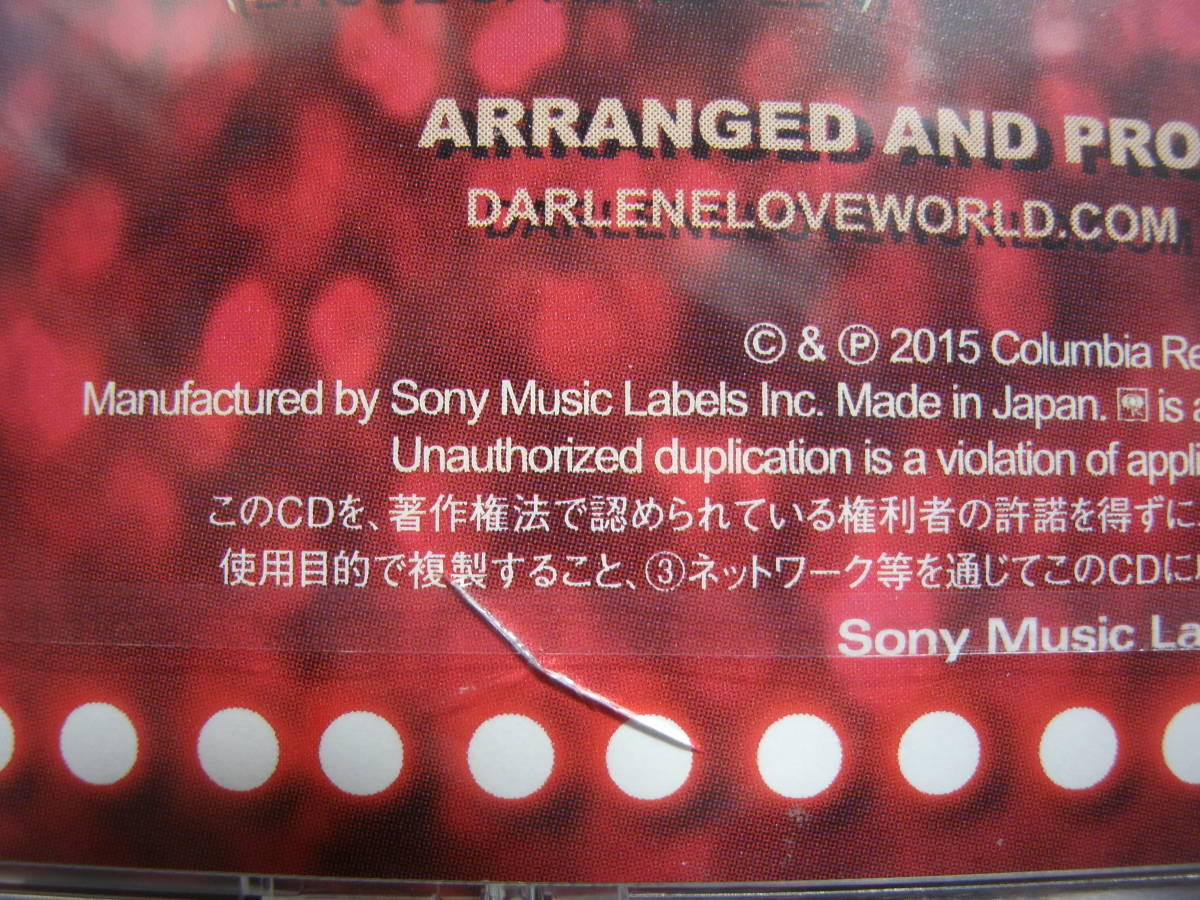 ARRANGED AND PRO
DARLENELOVEWORLD.COM
© & ℗ 2015 Columbia Re
Manufactured by Sony Music Labels Inc. Made in Japan. is a
Unauthorized duplication is a violation of appli
このCDを、著作権法で認められている権利者の許諾を得ずに、
使用目的で複製すること、③ネットワーク等を通じてこのCDに
Sony Music La